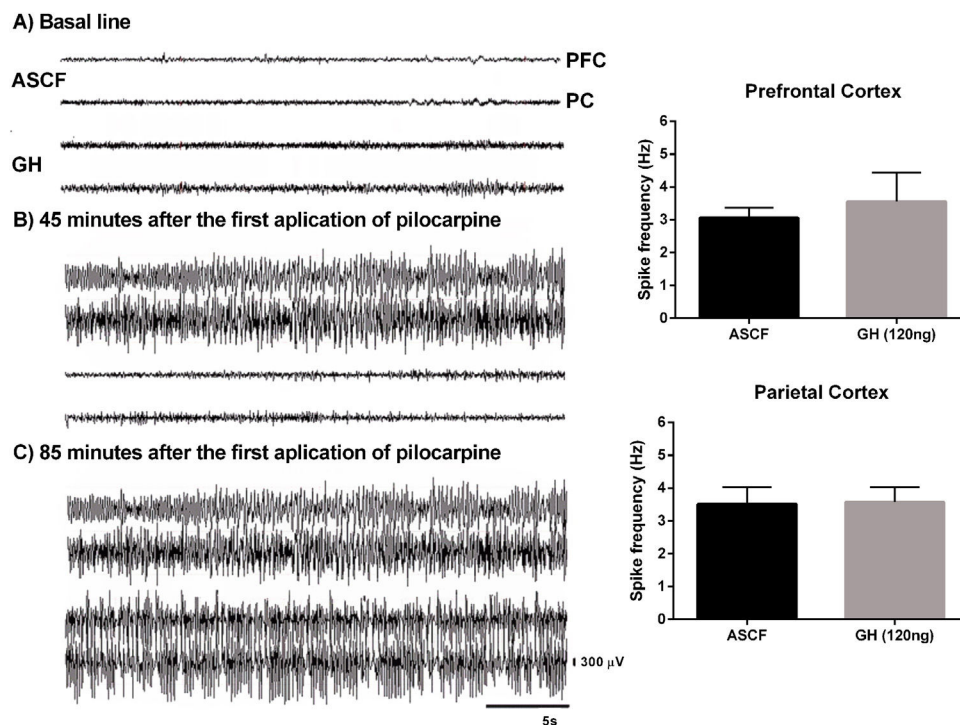 A) Basal line
PFC
ASCF
PC
GH
B) 45 minutes after the first aplication of pilocarpine
C) 85 minutes after the first aplication of pilocarpine
300 μV
5s
Prefrontal Cortex
Spike frequency (Hz)
6
5
4
3
2
1
0
ASCF
GH (120ng)
Parietal Cortex
Spike frequency (Hz)
6
5
4
3
2
1
0
ASCF
GH (120ng)